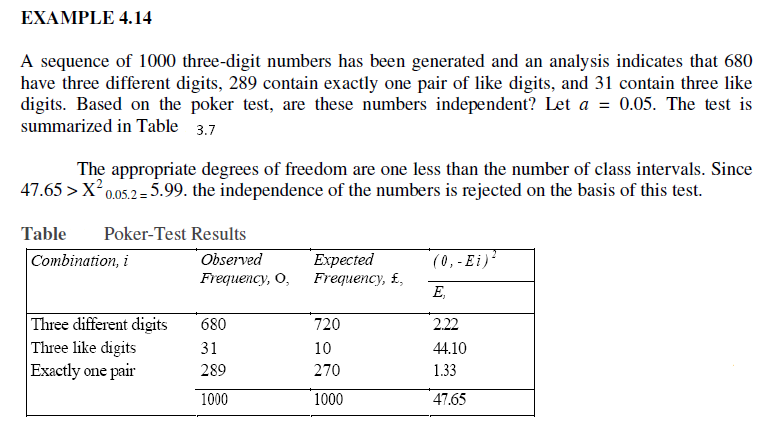 EXAMPLE 4.14
A sequence of 1000 three-digit numbers has been generated and an analysis indicates that 680
have three different digits, 289 contain exactly one pair of like digits, and 31 contain three like
digits. Based on the poker test, are these numbers independent? Let a = 0.05. The test is
summarized in Table 3.7
The appropriate degrees of freedom are one less than the number of class intervals. Since
47.65 > X²0.05.2 = 5.99. the independence of the numbers is rejected on the basis of this test.
Table Poker-Test Results
Combination, i Observed Expected (0, - Ei)²
Frequency, O, Frequency, £, E,
Three different digits 680 720 2.22
Three like digits 31 10 44.10
Exactly one pair 289 270 1.33
1000 1000 47.65